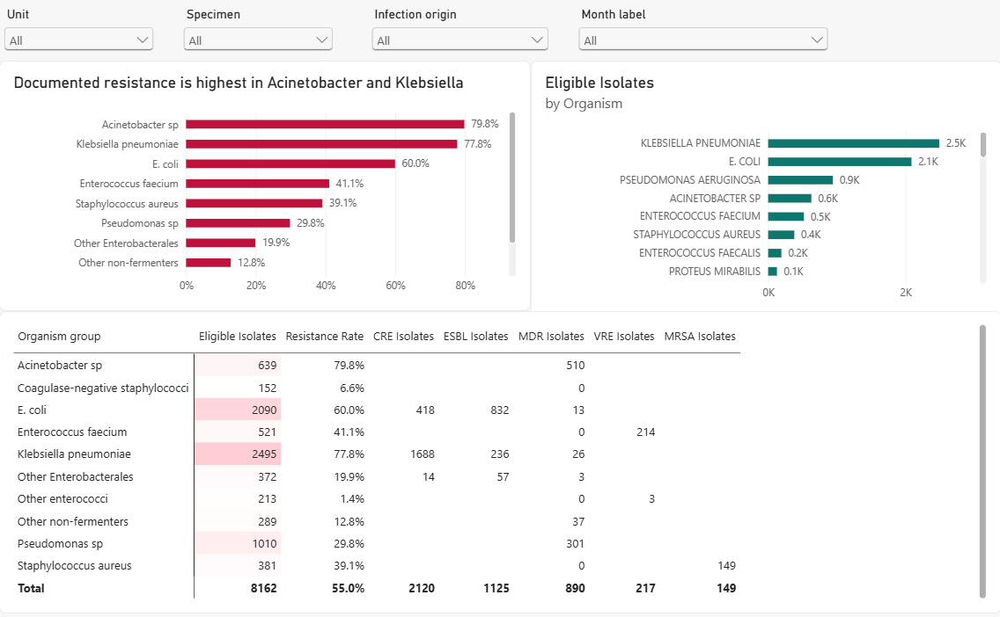 Unit Specimen Infection origin Month label
All All All All
Documented resistance is highest in Acinetobacter and Klebsiella
Acinetobacter sp 79.8%
Klebsiella pneumoniae 77.8%
E. coli 60.0%
Enterococcus faecium 41.1%
Staphylococcus aureus 39.1%
Pseudomonas sp 29.8%
Other Enterobacterales 19.9%
Other non-fermenters 12.8%
0% 20% 40% 60% 80%
Eligible Isolates
by Organism
KLEBSIELLA PNEUMONIAE 2.5K
E. COLI 2.1K
PSEUDOMONAS AERUGINOSA 0.9K
ACINETOBACTER SP 0.6K
ENTEROCOCCUS FAECIUM 0.5K
STAPHYLOCOCCUS AUREUS 0.4K
ENTEROCOCCUS FAECALIS 0.2K
PROTEUS MIRABILIS 0.1K
0K 2K
Organism group Eligible Isolates Resistance Rate CRE Isolates ESBL Isolates MDR Isolates VRE Isolates MRSA Isolates
Acinetobacter sp 639 79.8% 510
Coagulase-negative staphylococci 152 6.6% 0
E. coli 2090 60.0% 418 832 13
Enterococcus faecium 521 41.1% 0 214
Klebsiella pneumoniae 2495 77.8% 1688 236 26
Other Enterobacterales 372 19.9% 14 57 3
Other enterococci 213 1.4% 0 3
Other non-fermenters 289 12.8% 37
Pseudomonas sp 1010 29.8% 301
Staphylococcus aureus 381 39.1% 0 149
Total 8162 55.0% 2120 1125 890 217 149